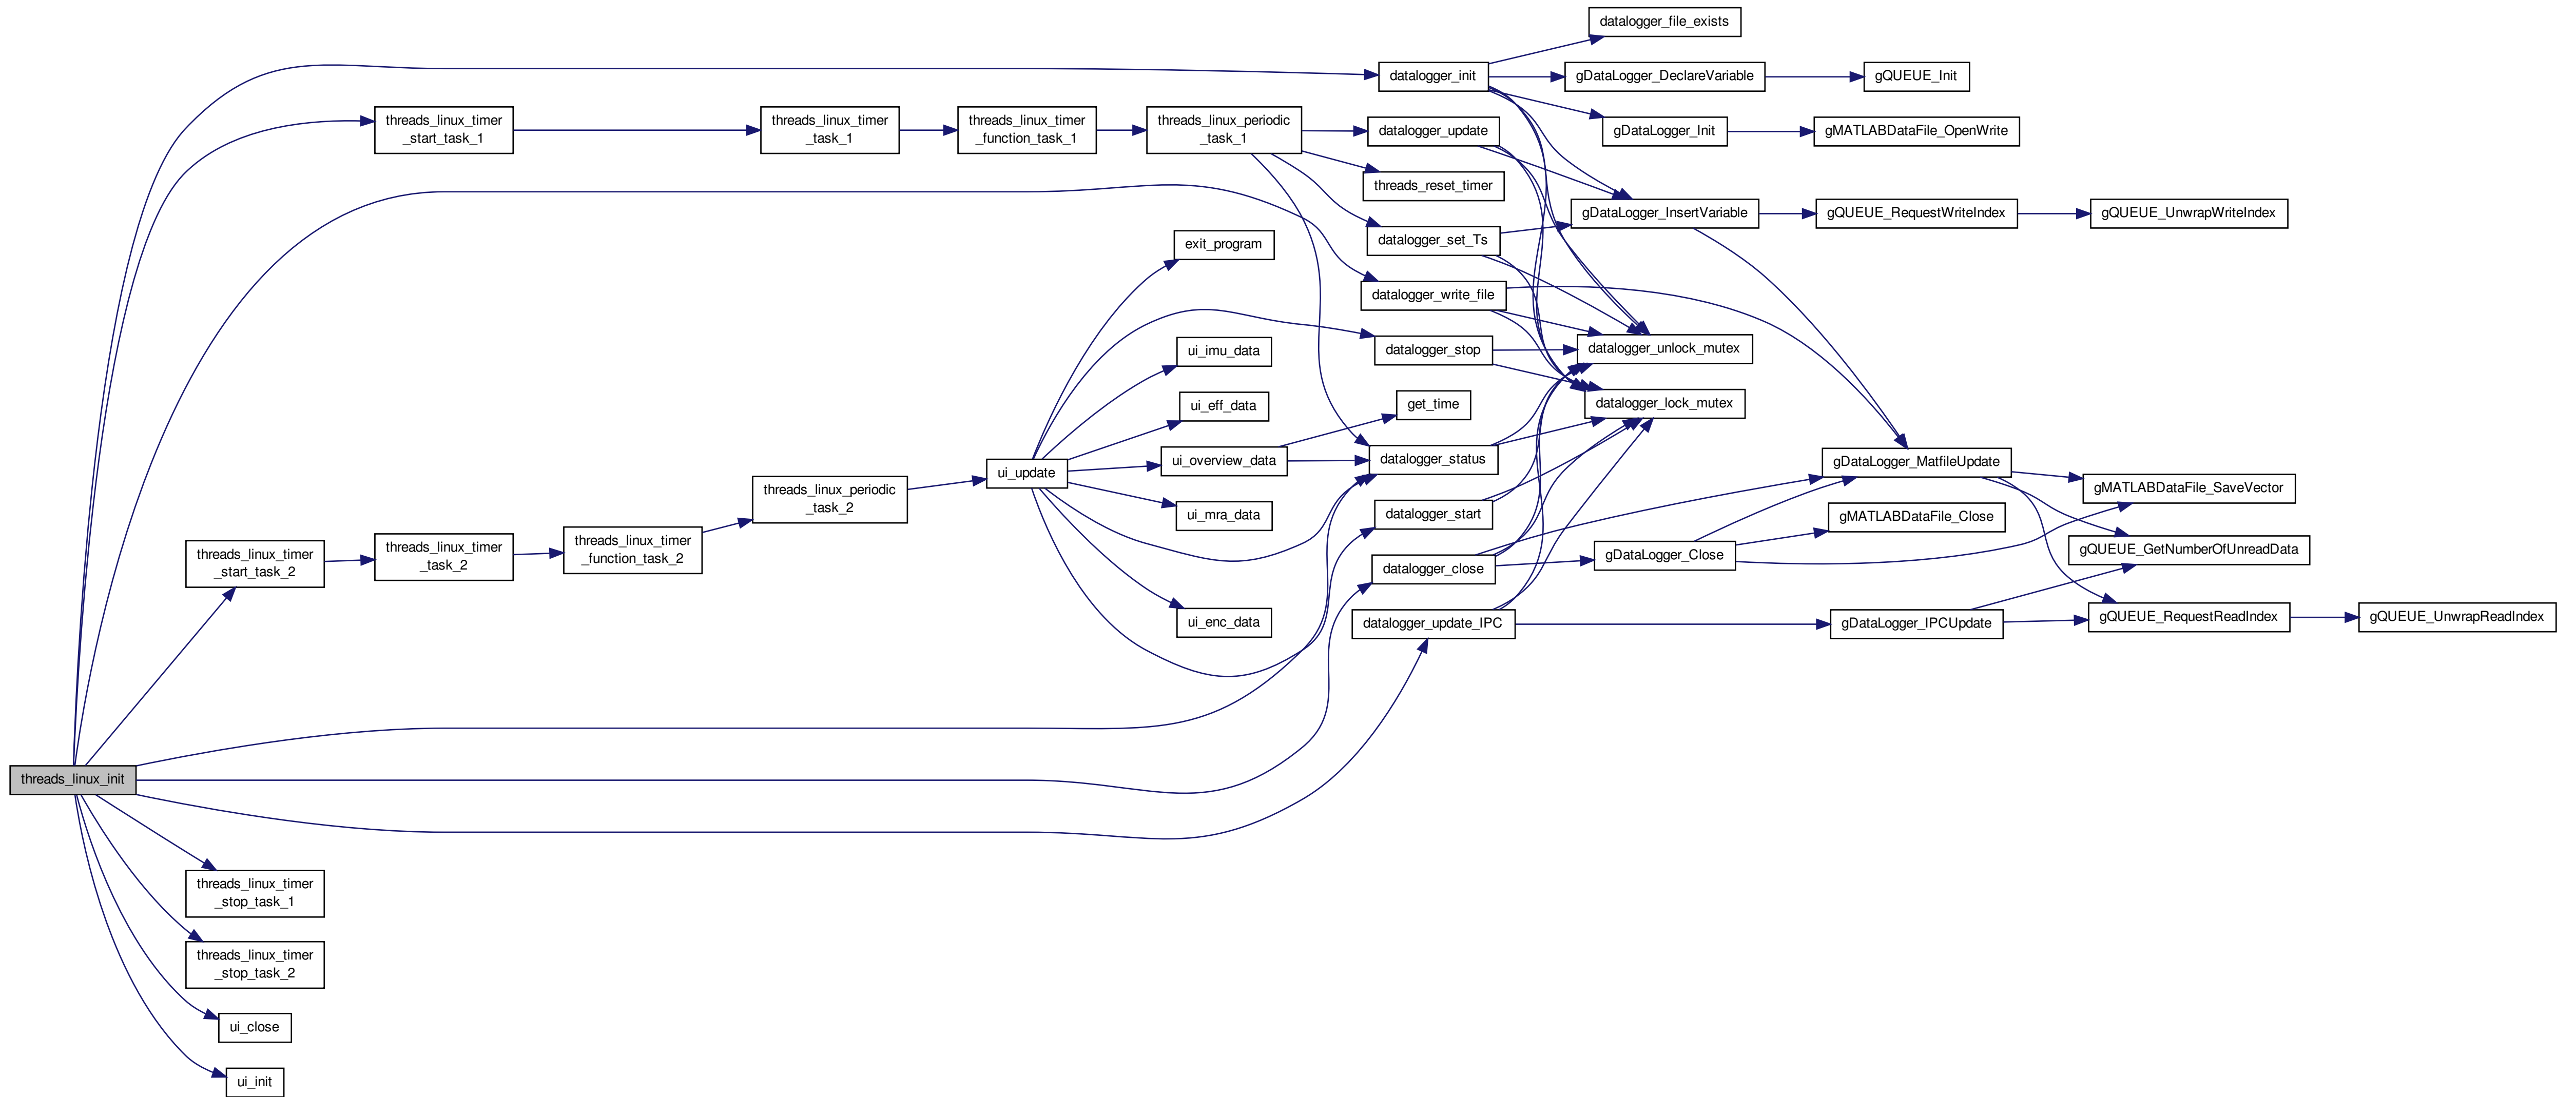 threads_linux_init
threads_linux_timer
_start_task_1
threads_linux_timer
_start_task_2
threads_linux_timer
_stop_task_1
threads_linux_timer
_stop_task_2
ui_close
ui_init
threads_linux_timer
_task_2
threads_linux_timer
_function_task_2
threads_linux_timer
_task_1
threads_linux_periodic
_task_2
threads_linux_timer
_function_task_1
ui_update
threads_linux_periodic
_task_1
exit_program
ui_imu_data
ui_eff_data
ui_overview_data
ui_mra_data
ui_enc_data
datalogger_init
datalogger_update
threads_reset_timer
datalogger_set_Ts
datalogger_write_file
datalogger_stop
get_time
datalogger_status
datalogger_start
datalogger_close
datalogger_update_IPC
datalogger_file_exists
gDataLogger_DeclareVariable
gDataLogger_Init
gDataLogger_InsertVariable
datalogger_unlock_mutex
datalogger_lock_mutex
gDataLogger_Close
gQUEUE_Init
gMATLABDataFile_OpenWrite
gQUEUE_RequestWriteIndex
gDataLogger_MatfileUpdate
gMATLABDataFile_Close
gDataLogger_IPCUpdate
gQUEUE_UnwrapWriteIndex
gMATLABDataFile_SaveVector
gQUEUE_GetNumberOfUnreadData
gQUEUE_RequestReadIndex
gQUEUE_UnwrapReadIndex